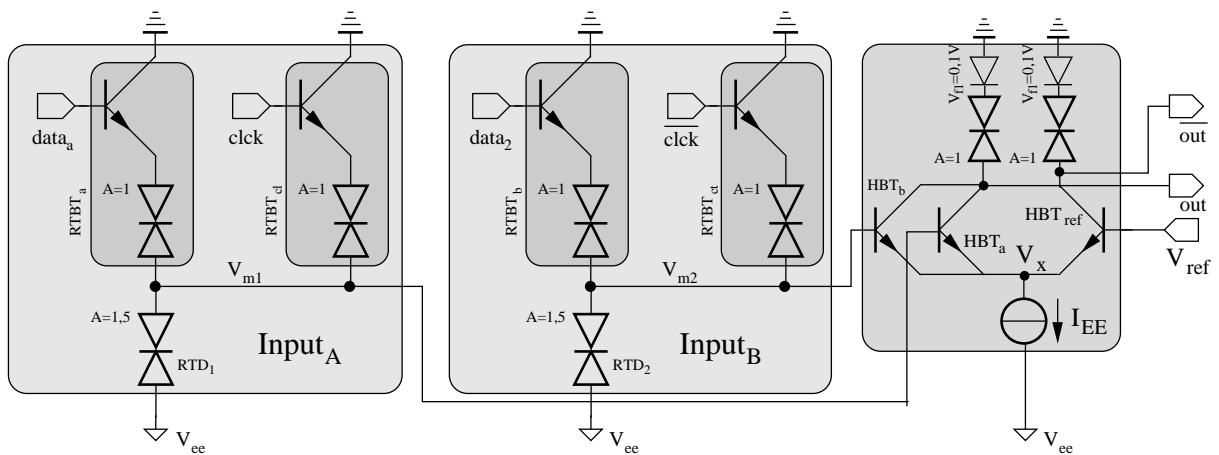 data_a
clck
RTBT_a
A=1
RTBT_cl
A=1
V_m1
A=1,5
Input_A
RTD_1
V_ee
data_2
clck
RTBT_b
A=1
RTBT_ct
A=1
V_m2
A=1,5
Input_B
RTD_2
V_ee
V_f1=0,1V
V_f1=0,1V
A=1
A=1
out
out
HBT_b
HBT_a
HBT_ref
V_ref
V_x
I_EE
V_ee